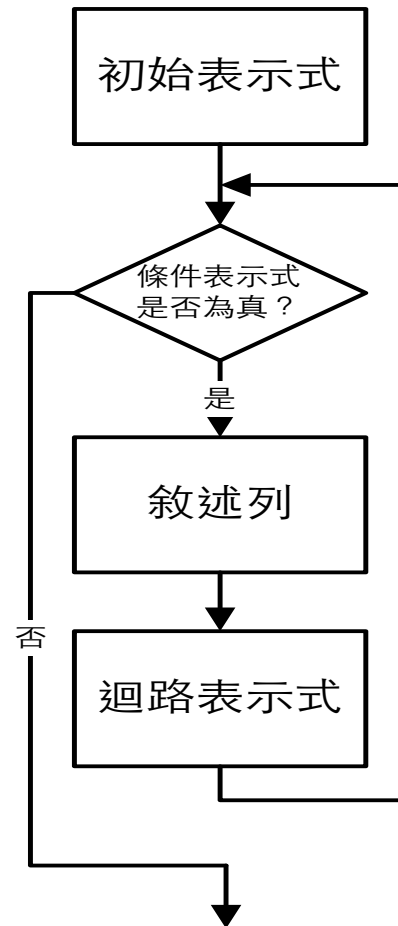 初始表示式
條件表示式
是否為真？
是
敘述列
否
迴路表示式